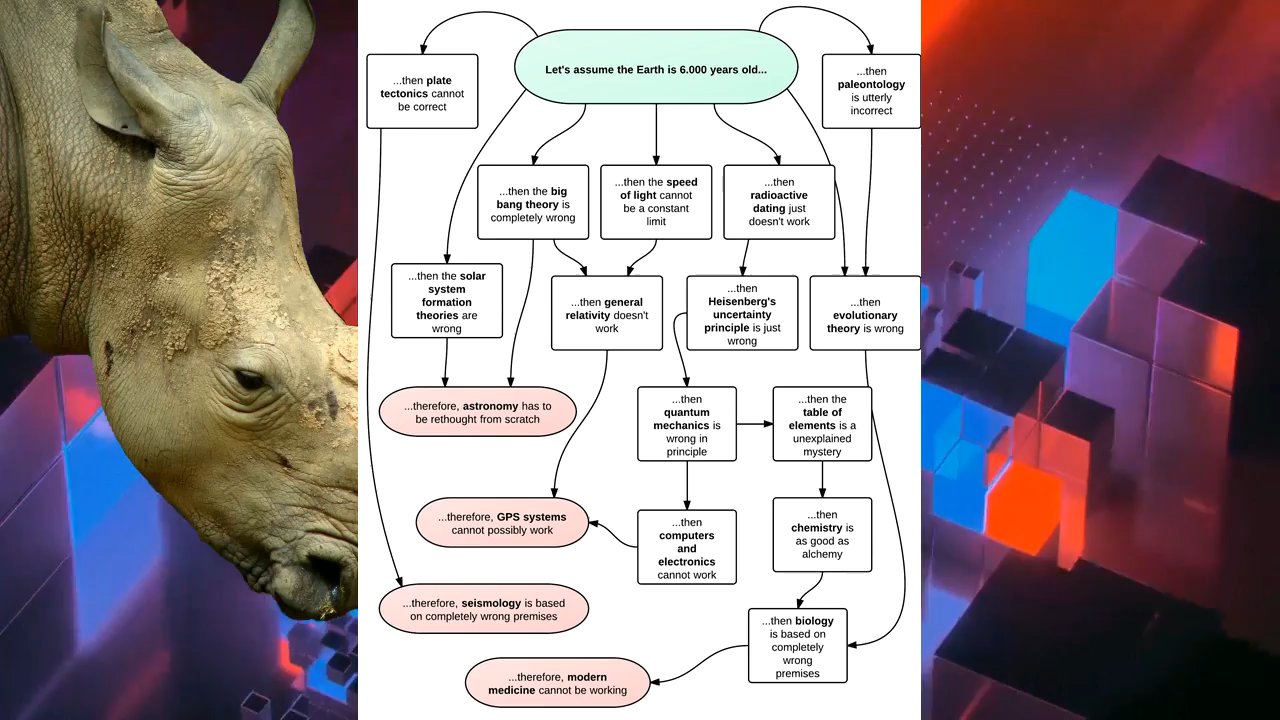 Let's assume the Earth is 6.000 years old...
...then plate
tectonics cannot
be correct
...then
paleontology
is utterly
incorrect
...then the big
bang theory is
completely wrong
...then the speed
of light cannot
be a constant
limit
...then
radioactive
dating just
doesn't work
...then the solar
system
formation
theories are
wrong
...then general
relativity doesn't
work
...then
Heisenberg's
uncertainty
principle is just
wrong
...then
evolutionary
theory is wrong
...therefore, astronomy has to
be rethought from scratch
...then
quantum
mechanics is
wrong in
principle
...then the
table of
elements is a
unexplained
mystery
...therefore, GPS systems
cannot possibly work
...then
computers
and
electronics
cannot work
...then
chemistry is
as good as
alchemy
...therefore, seismology is based
on completely wrong premises
...then biology
is based on
completely
wrong
premises
...therefore, modern
medicine cannot be working